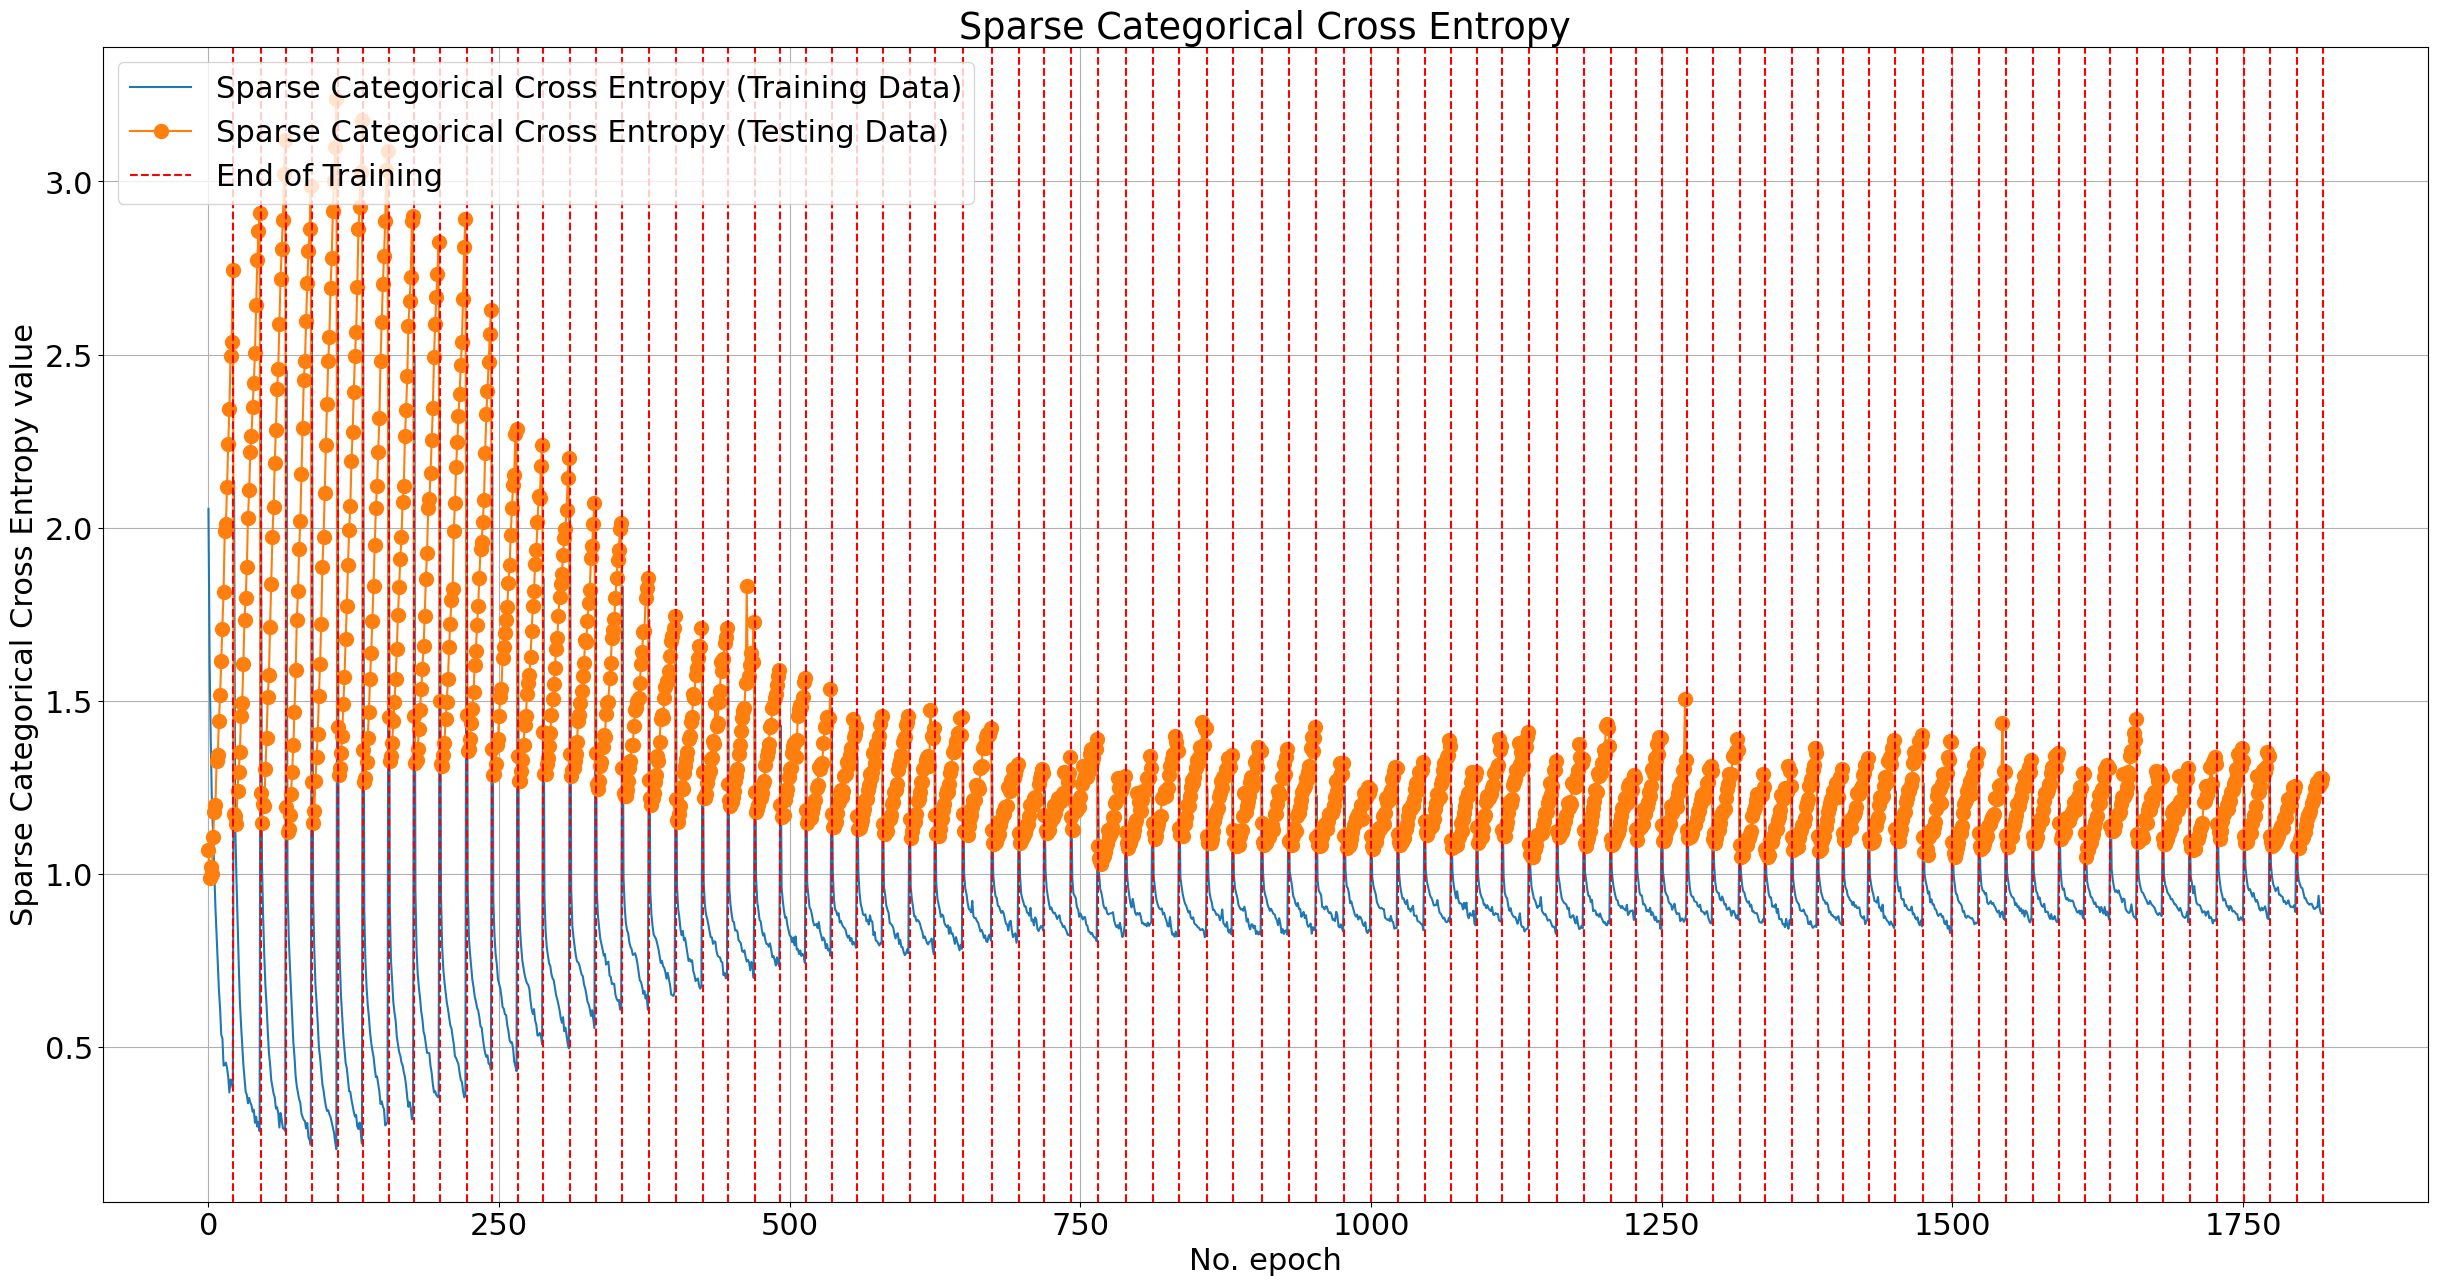 Sparse Categorical Cross Entropy
Sparse Categorical Cross Entropy (Training Data)
Sparse Categorical Cross Entropy (Testing Data)
End of Training
Sparse Categorical Cross Entropy value
3.0
2.5
2.0
1.5
1.0
0.5
0 250 500 750 1000 1250 1500 1750
No. epoch